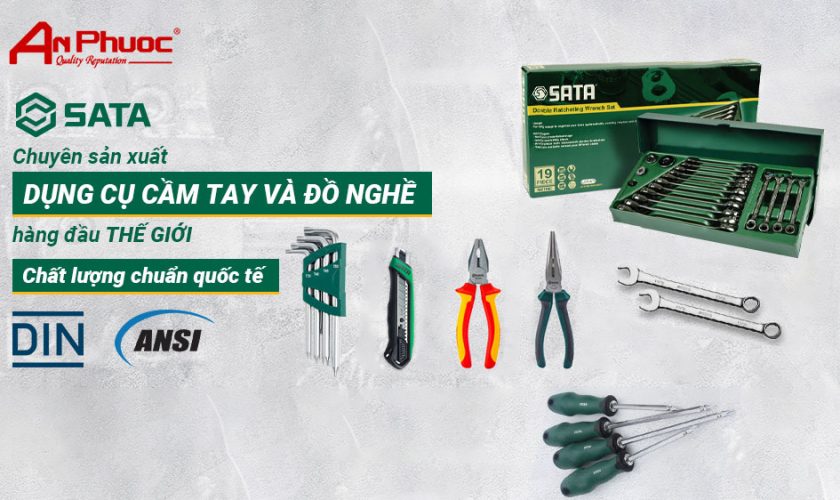 AN PHUOC®
Quality Reputation
SATA
Chuyên sản xuất
DỤNG CỤ CẦM TAY VÀ ĐỒ NGHỀ
hàng đầu THẾ GIỚI
Chất lượng chuẩn quốc tế
DIN
ANSI
SATA
Double Ratcheting Wrench Set
19
PIECE